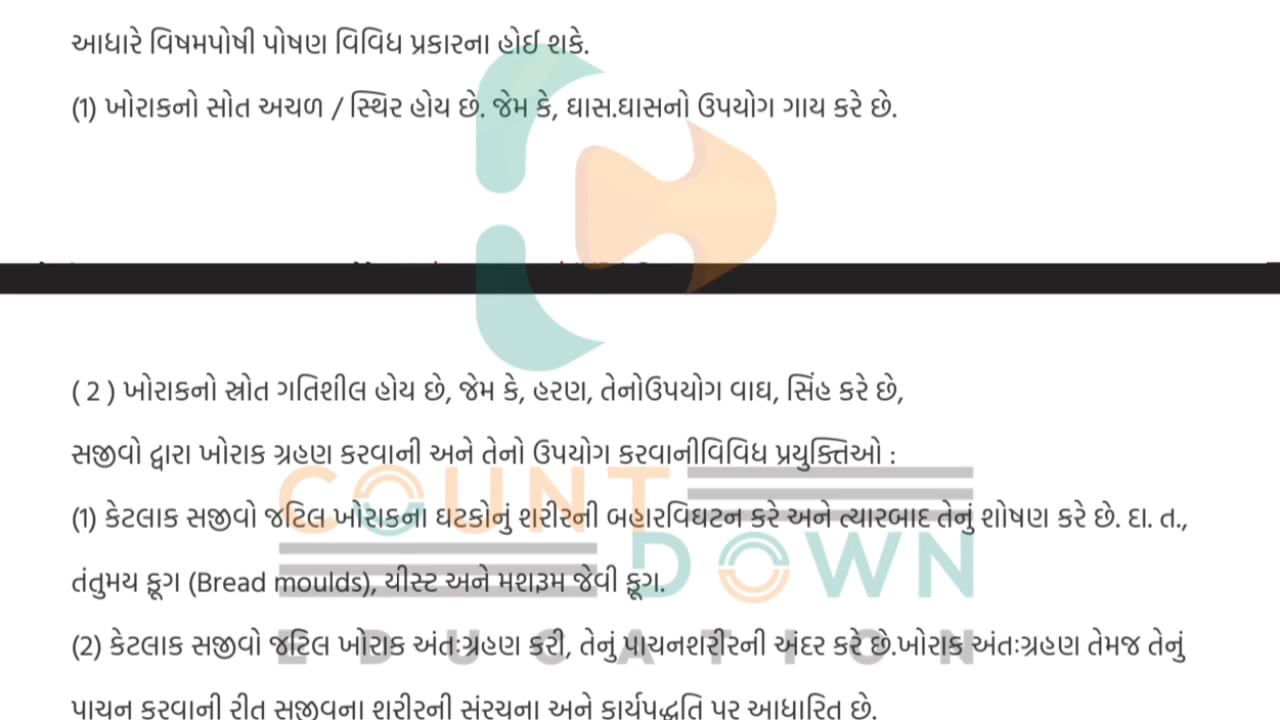 આધારે વિષમપોષી પોષણ વિવિધ પ્રકારના હોઈ શકે.
(1) ખોરાકનો સોત અચળ / સ્થિર હોય છે. જેમ કે, ઘાસ.ઘાસનો ઉપયોગ ગાય કરે છે.
( 2 ) ખોરાકનો સ્રોત ગતિશીલ હોય છે, જેમ કે, હરણ, તેનોઉપયોગ વાઘ, સિંહ કરે છે,
સજીવો દ્વારા ખોરાક ગ્રહણ કરવાની અને તેનો ઉપયોગ કરવાનીવિવિધ પ્રયુક્તિઓ :
(1) કેટલાક સજીવો જટિલ ખોરાકના ઘટકોનું શરીરની બહારવિઘટન કરે અને ત્યારબાદ તેનું શોષણ કરે છે. દા. ત.,
તંતુમય ફૂગ (Bread moulds), યીસ્ટ અને મશરૂમ જેવી ફૂગ.
(2) કેટલાક સજીવો જટિલ ખોરાક અંતઃગ્રહણ કરી, તેનું પાચનશરીરની અંદર કરે છે.ખોરાક અંતઃગ્રહણ તેમજ તેનું
પાચન કરવાની રીત સજીવના શરીરની સંરચના અને કાર્યપદ્ધતિ પર આધારિત છે.
COUNT
DOWN
EDUCATION